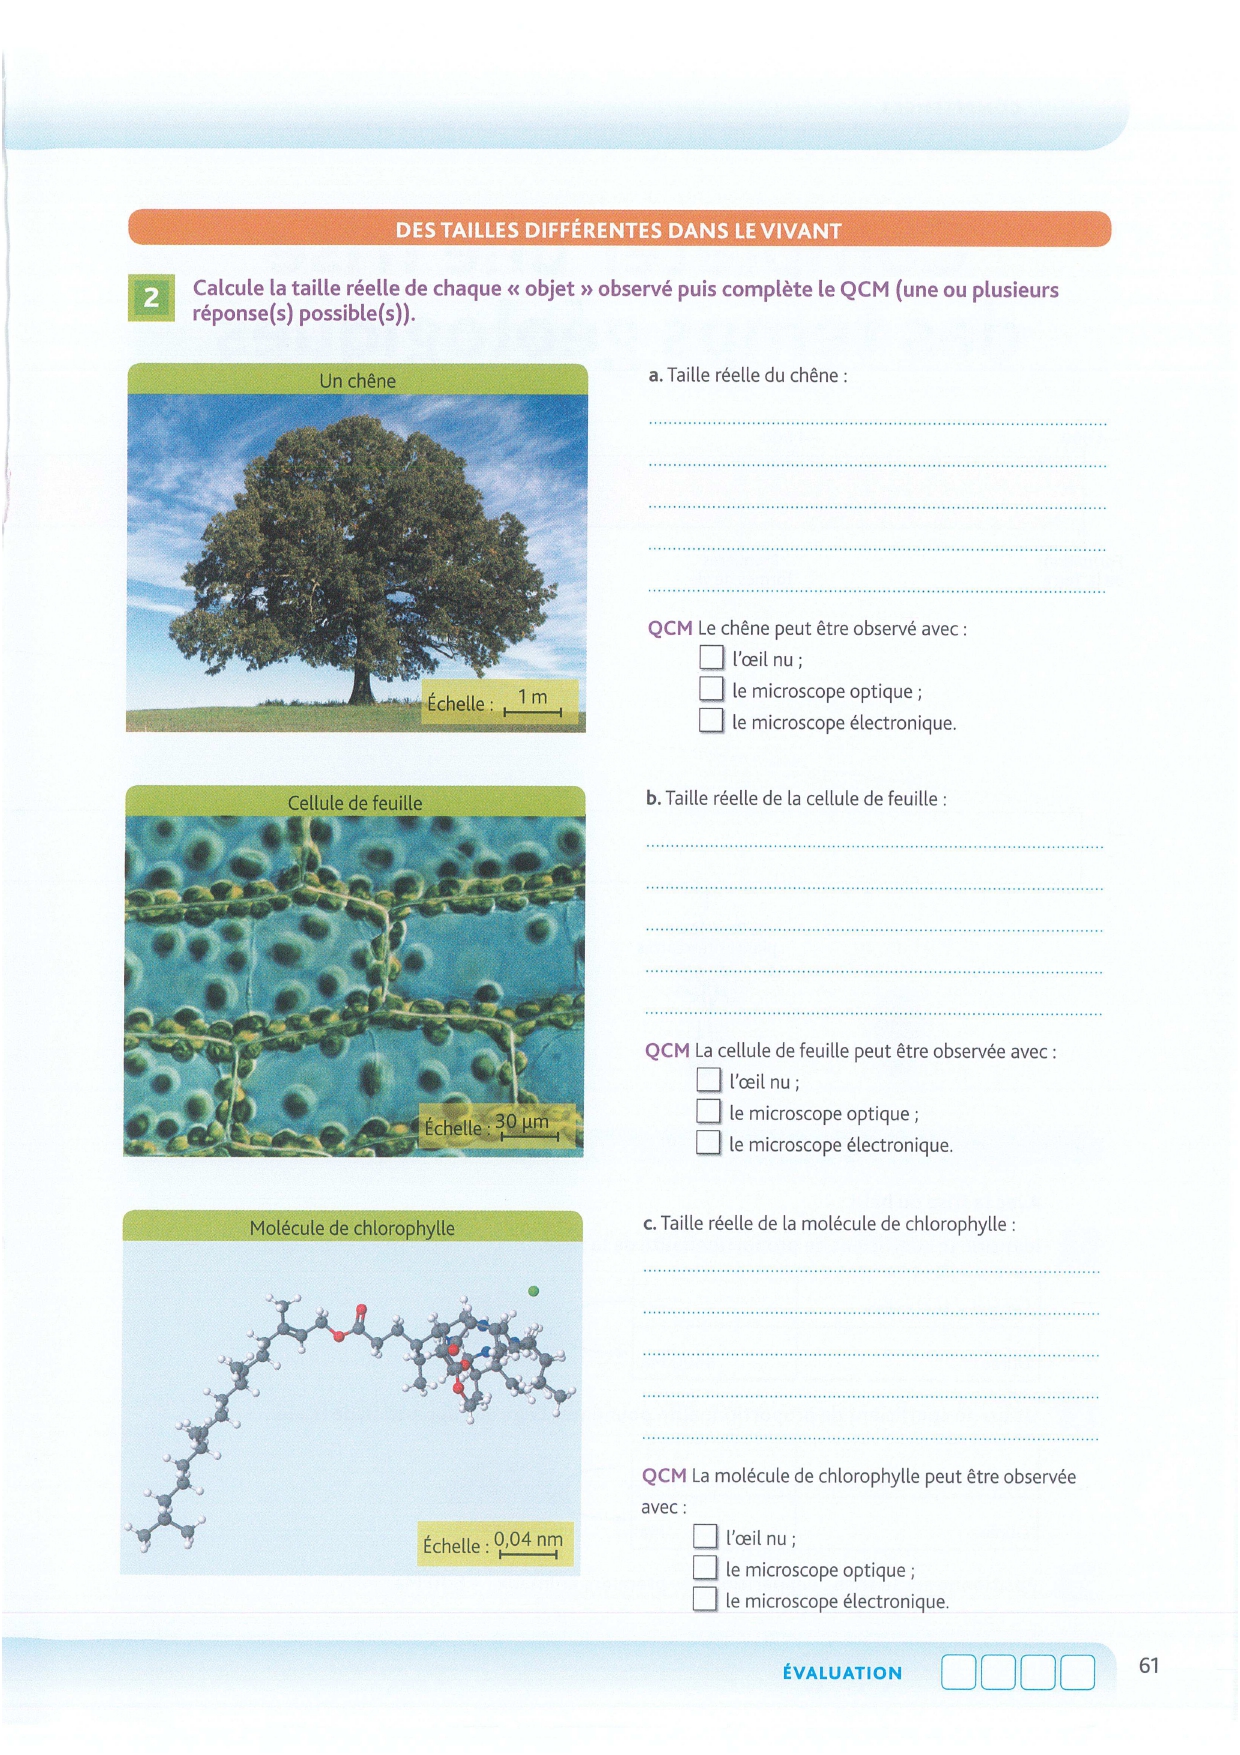 DES TAILLES DIFFÉRENTES DANS LE VIVANT
2
Calcule la taille réelle de chaque « objet » observé puis complète le QCM (une ou plusieurs
réponse(s) possible(s)).
Un chêne
Échelle : 1 m
a. Taille réelle du chêne :
QCM Le chêne peut être observé avec :
l'œil nu ;
le microscope optique ;
le microscope électronique.
Cellule de feuille
Échelle : 30 µm
b. Taille réelle de la cellule de feuille :
QCM La cellule de feuille peut être observée avec :
l'œil nu ;
le microscope optique ;
le microscope électronique.
Molécule de chlorophylle
Échelle : 0,04 nm
c. Taille réelle de la molécule de chlorophylle :
QCM La molécule de chlorophylle peut être observée
avec :
l'œil nu ;
le microscope optique ;
le microscope électronique.
ÉVALUATION
61